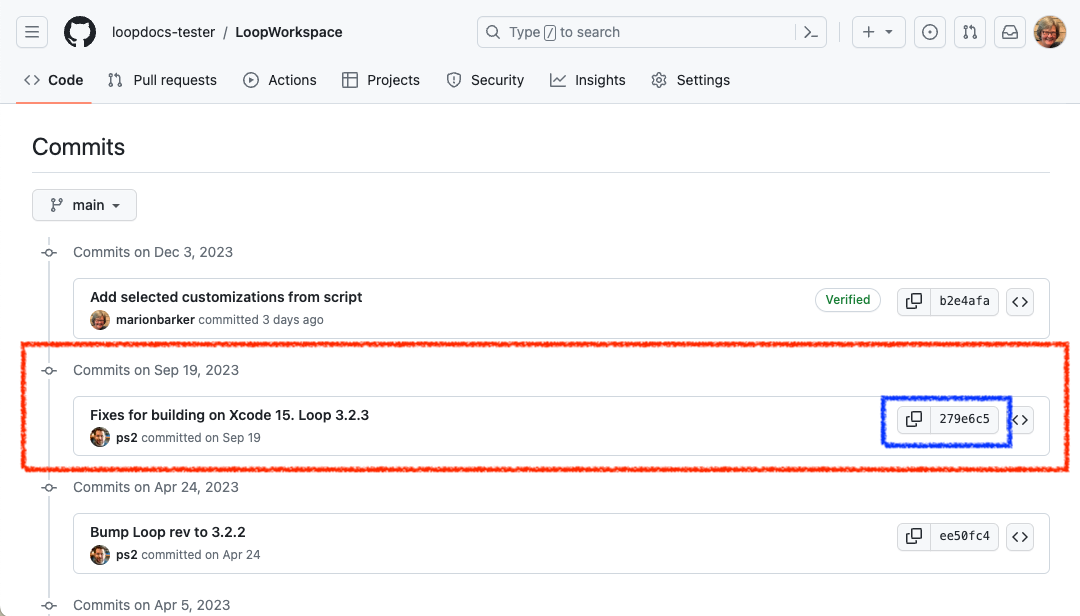 loopdocs-tester / LoopWorkspace
Type / to search
Code Pull requests Actions Projects Security Insights Settings
Commits
main
Commits on Dec 3, 2023
Add selected customizations from script
Verified
b2e4afa
marionbarker committed 3 days ago
Commits on Sep 19, 2023
Fixes for building on Xcode 15. Loop 3.2.3
279e6c5
ps2 committed on Sep 19
Commits on Apr 24, 2023
Bump Loop rev to 3.2.2
ee50fc4
ps2 committed on Apr 24
Commits on Apr 5, 2023